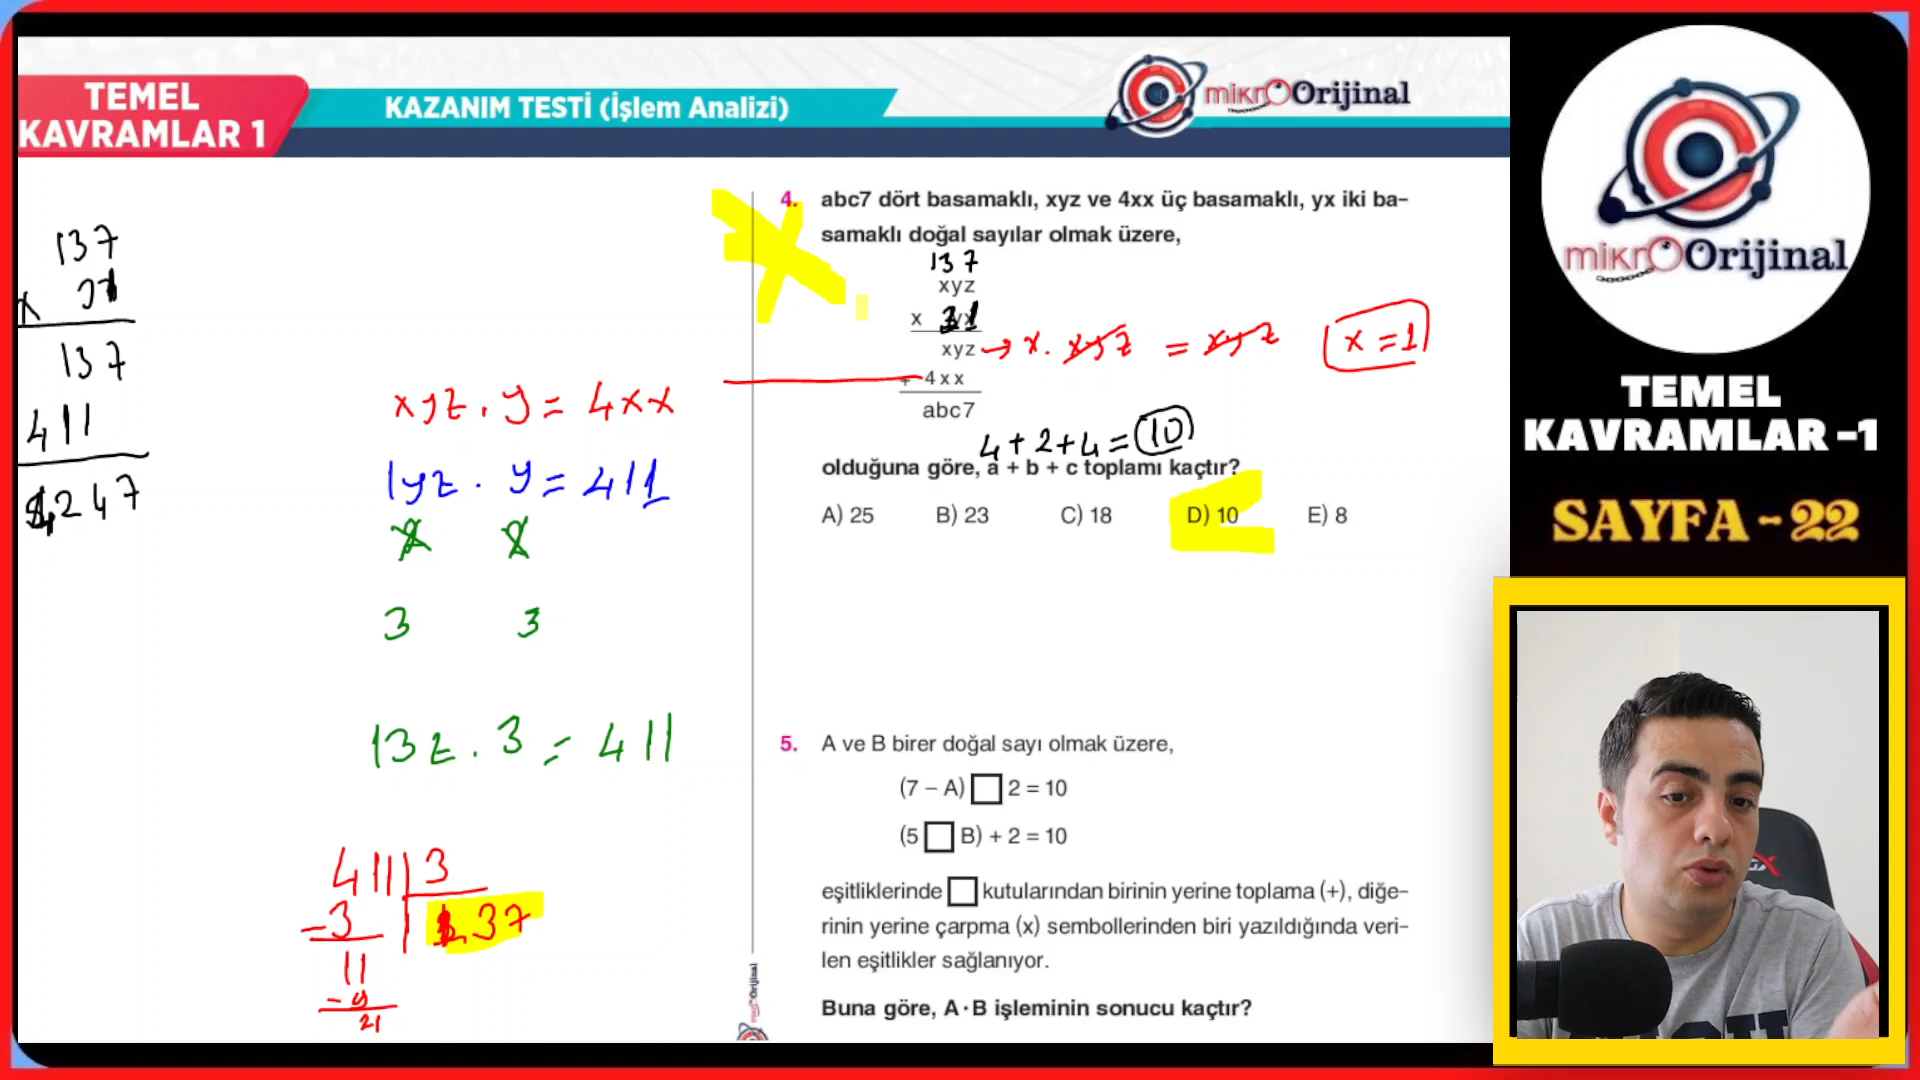 TEMEL
KAVRAMLAR 1
KAZANIM TESTİ (İşlem Analizi)
mikrOOrijinal
137
x 31
137
411
4247
xyz . y = 4xx
1yz . y = 411
3 3
13z . 3 = 411
411 3
-3 137
11
-9
21
4. abc7 dört basamaklı, xyz ve 4xx üç basamaklı, yx iki ba-
samaklı doğal sayılar olmak üzere,
137
xyz
x 31
xyz → x . xyz = xyz x = 1
+ 4xx
abc7
4 + 2 + 4 = 10
olduğuna göre, a + b + c toplamı kaçtır?
A) 25 B) 23 C) 18 D) 10 E) 8
5. A ve B birer doğal sayı olmak üzere,
(7 – A) □ 2 = 10
(5 □ B) + 2 = 10
eşitliklerinde □ kutularından birinin yerine toplama (+), diğe-
rinin yerine çarpma (x) sembollerinden biri yazıldığında veri-
len eşitlikler sağlanıyor.
Buna göre, A · B işleminin sonucu kaçtır?
mikroOrijinal
mikrOOrijinal
TEMEL
KAVRAMLAR -1
SAYFA - 22